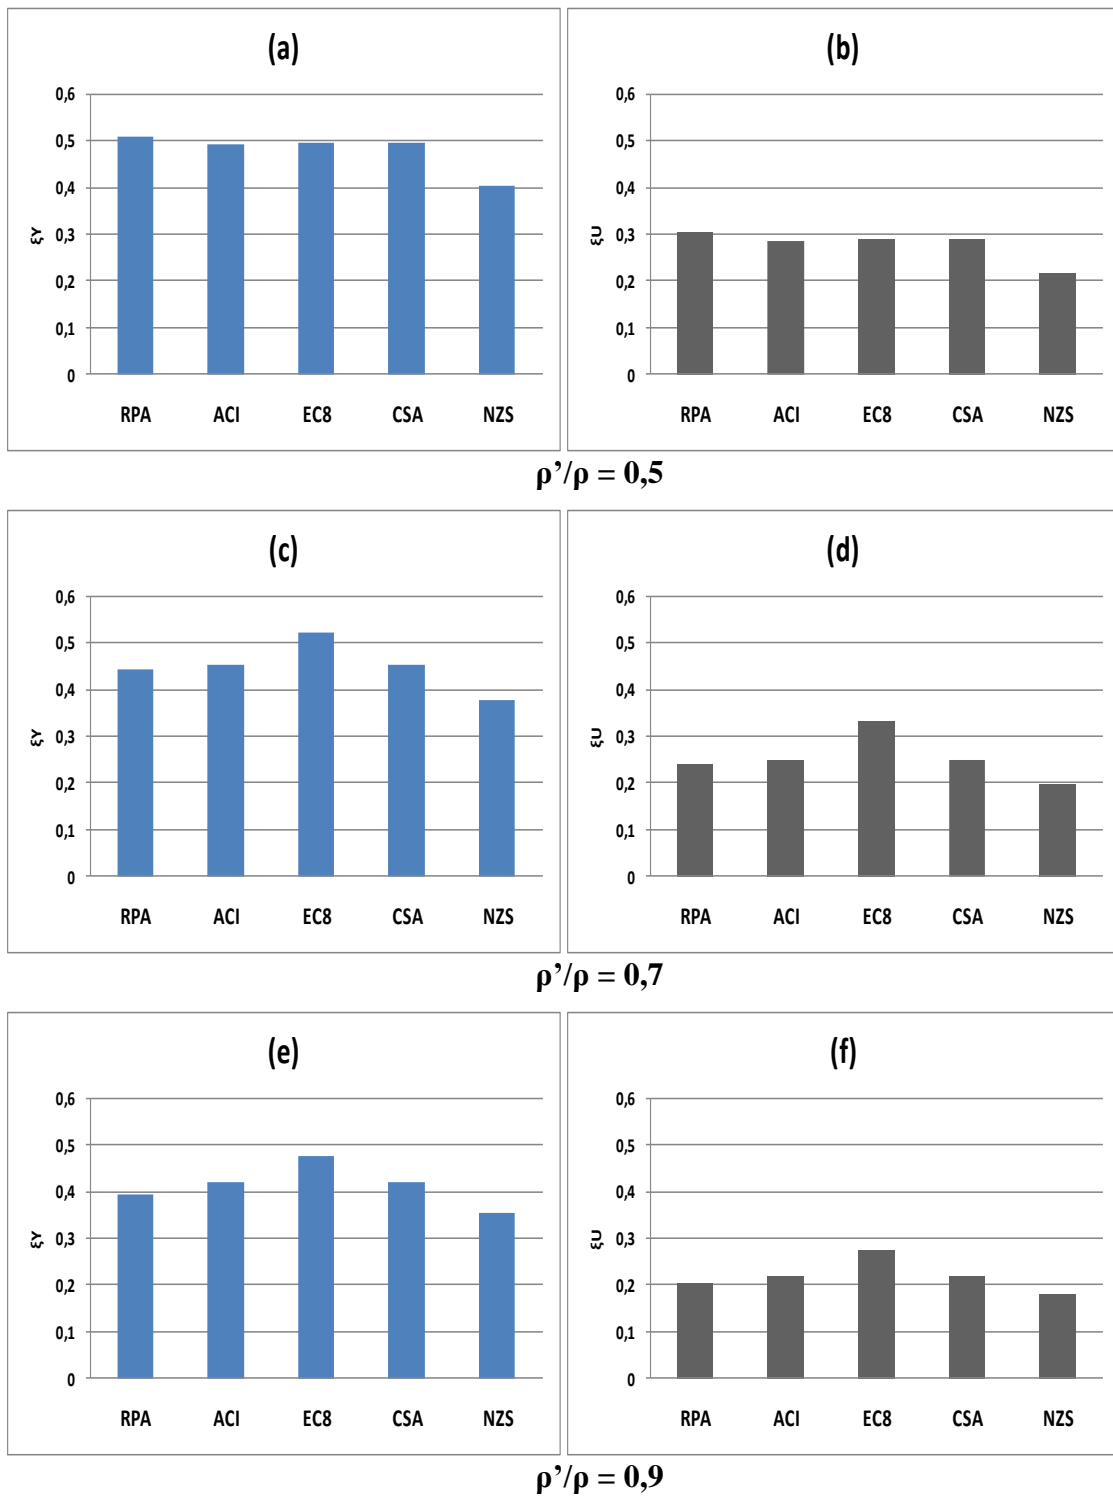 (a)
0,6
0,5
0,4
0,3
0,2
0,1
0
ξY
RPA ACI EC8 CSA NZS
(b)
0,6
0,5
0,4
0,3
0,2
0,1
0
ξU
RPA ACI EC8 CSA NZS
ρ’/ρ = 0,5
(c)
0,6
0,5
0,4
0,3
0,2
0,1
0
ξY
RPA ACI EC8 CSA NZS
(d)
0,6
0,5
0,4
0,3
0,2
0,1
0
ξU
RPA ACI EC8 CSA NZS
ρ’/ρ = 0,7
(e)
0,6
0,5
0,4
0,3
0,2
0,1
0
ξY
RPA ACI EC8 CSA NZS
(f)
0,6
0,5
0,4
0,3
0,2
0,1
0
ξU
RPA ACI EC8 CSA NZS
ρ’/ρ = 0,9